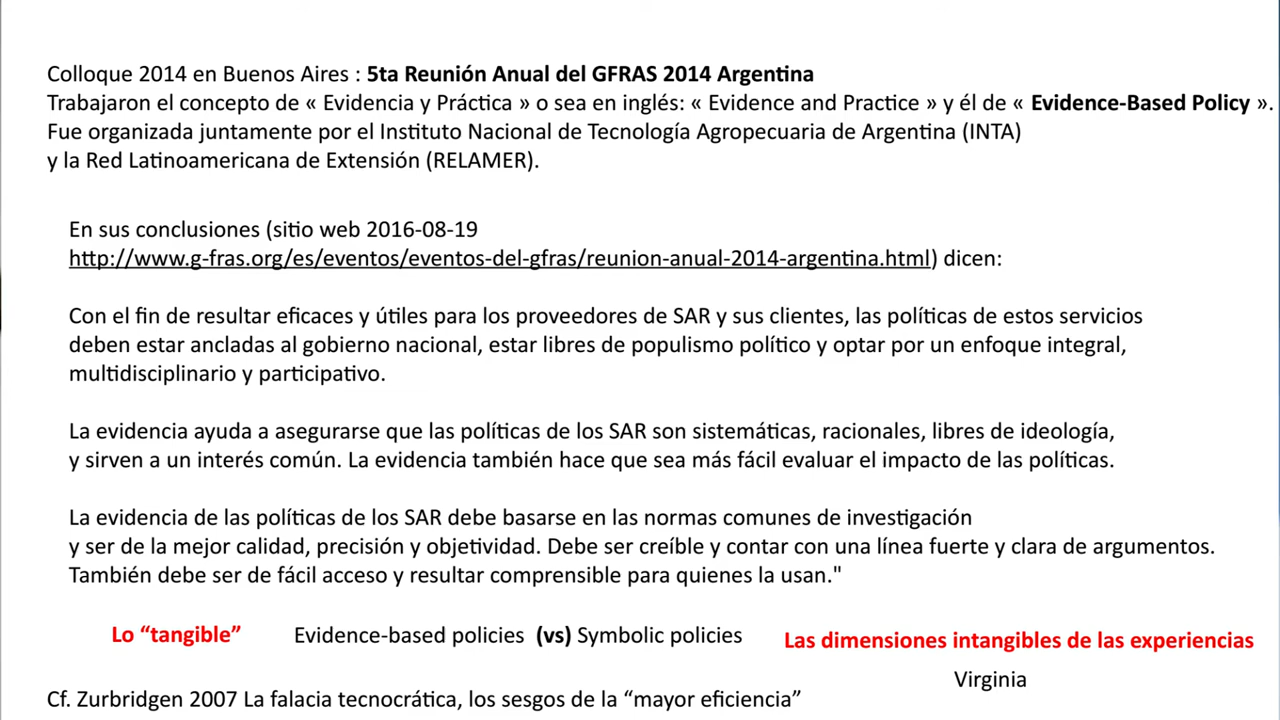 Colloque 2014 en Buenos Aires : 5ta Reunión Anual del GFRAS 2014 Argentina
Trabajaron el concepto de « Evidencia y Práctica » o sea en inglés: « Evidence and Practice » y él de « Evidence-Based Policy ».
Fue organizada juntamente por el Instituto Nacional de Tecnología Agropecuaria de Argentina (INTA)
y la Red Latinoamericana de Extensión (RELAMER).
En sus conclusiones (sitio web 2016-08-19
http://www.g-fras.org/es/eventos/eventos-del-gfras/reunion-anual-2014-argentina.html) dicen:
Con el fin de resultar eficaces y útiles para los proveedores de SAR y sus clientes, las políticas de estos servicios
deben estar ancladas al gobierno nacional, estar libres de populismo político y optar por un enfoque integral,
multidisciplinario y participativo.
La evidencia ayuda a asegurarse que las políticas de los SAR son sistemáticas, racionales, libres de ideología,
y sirven a un interés común. La evidencia también hace que sea más fácil evaluar el impacto de las políticas.
La evidencia de las políticas de los SAR debe basarse en las normas comunes de investigación
y ser de la mejor calidad, precisión y objetividad. Debe ser creíble y contar con una línea fuerte y clara de argumentos.
También debe ser de fácil acceso y resultar comprensible para quienes la usan."
Lo “tangible” Evidence-based policies (vs) Symbolic policies Las dimensiones intangibles de las experiencias
Virginia
Cf. Zurbridgen 2007 La falacia tecnocrática, los sesgos de la “mayor eficiencia”